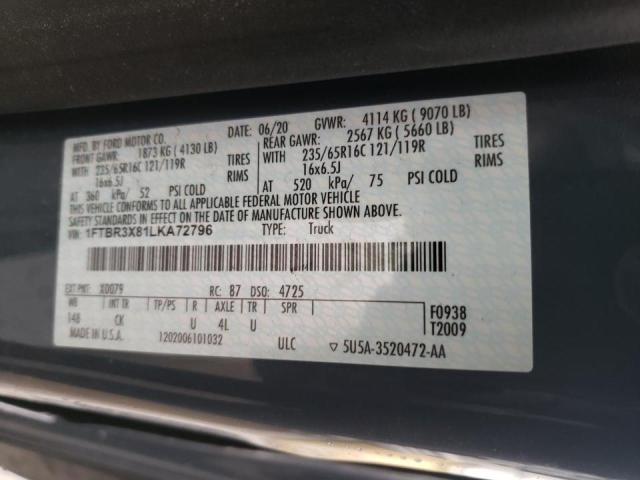 MFD. BY FORD MOTOR CO.
DATE: 06/20 GVWR: 4114 KG ( 9070 LB)
FRONT GAWR: 1873 KG ( 4130 LB)
REAR GAWR: 2567 KG ( 5660 LB)
WITH 235/65R16C 121/119R TIRES
WITH 235/65R16C 121/119R TIRES
16x6.5J RIMS
16x6.5J RIMS
AT 360 kPa/ 52 PSI COLD
AT 520 kPa/ 75 PSI COLD
THIS VEHICLE CONFORMS TO ALL APPLICABLE FEDERAL MOTOR VEHICLE
SAFETY STANDARDS IN EFFECT ON THE DATE OF MANUFACTURE SHOWN ABOVE.
VIN: 1FTBR3X81LKA72796 TYPE: Truck
EXT PNT: XD079 RC: 87 DSO: 4725
WB INT TR TP/PS R AXLE TR SPR
148 CK U 4L U
F0938
T2009
MADE IN U.S.A. 1202006101032 ULC ▽ 5U5A-3520472-AA